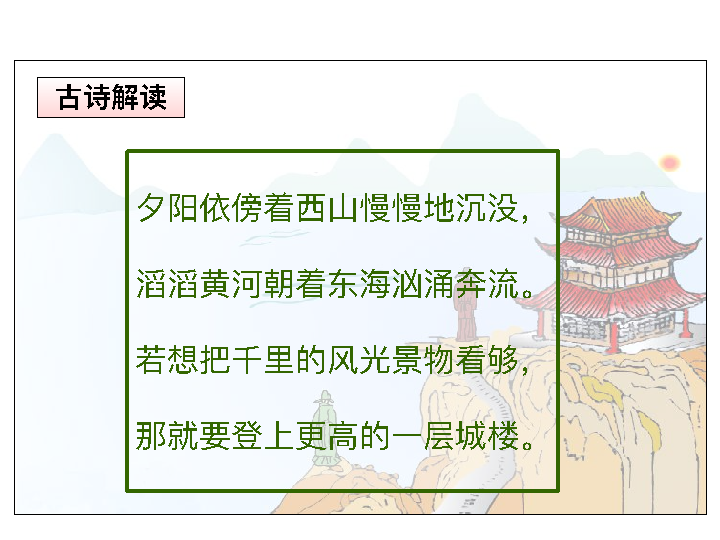 古诗解读
夕阳依傍着西山慢慢地沉没，
滔滔黄河朝着东海汹涌奔流。
若想把千里的风光景物看够，
那就要登上更高的一层城楼。